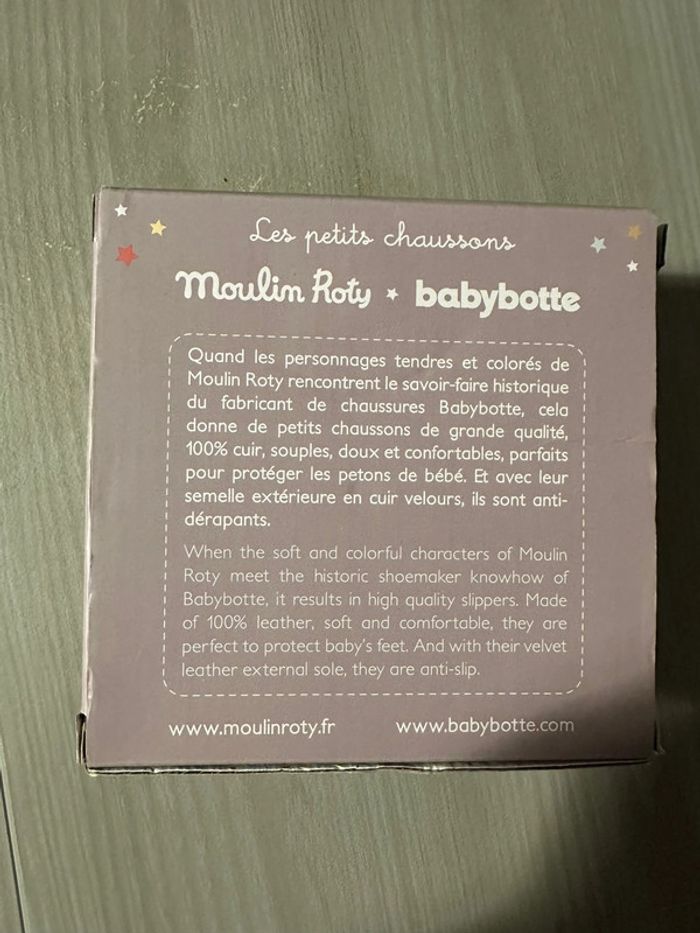 Les petits chaussons
Moulin Roty ★ babybotte
Quand les personnages tendres et colorés de
Moulin Roty rencontrent le savoir-faire historique
du fabricant de chaussures Babybotte, cela
donne de petits chaussons de grande qualité,
100% cuir, souples, doux et confortables, parfaits
pour protéger les petons de bébé. Et avec leur
semelle extérieure en cuir velours, ils sont anti-
dérapants.
When the soft and colorful characters of Moulin
Roty meet the historic shoemaker knowhow of
Babybotte, it results in high quality slippers. Made
of 100% leather, soft and comfortable, they are
perfect to protect baby's feet. And with their velvet
leather external sole, they are anti-slip.
www.moulinroty.fr www.babybotte.com